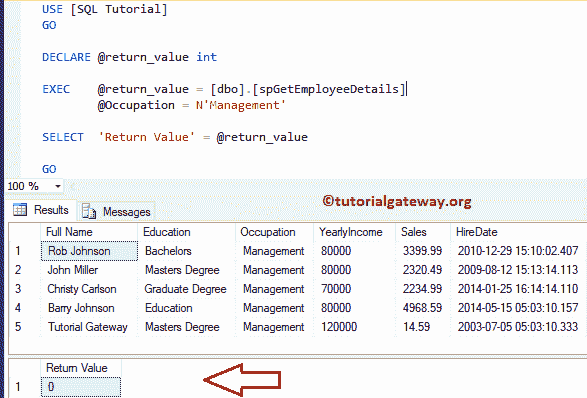 USE [SQL Tutorial]
GO
DECLARE @return_value int
EXEC @return_value = [dbo].[spGetEmployeeDetails]
@Occupation = N'Management'
SELECT 'Return Value' = @return_value
GO
100 %
©tutorialgateway.org
Results Messages
Full Name Education Occupation YearlyIncome Sales HireDate
1 Rob Johnson Bachelors Management 80000 3399.99 2010-12-29 15:10:02.407
2 John Miller Masters Degree Management 80000 2320.49 2009-08-12 15:13:14.113
3 Christy Carlson Graduate Degree Management 70000 2234.99 2014-01-25 16:14:14.110
4 Barry Johnson Education Management 80000 4968.59 2014-05-15 05:03:10.157
5 Tutorial Gateway Masters Degree Management 120000 14.59 2003-07-05 05:03:10.333
Return Value
1 0